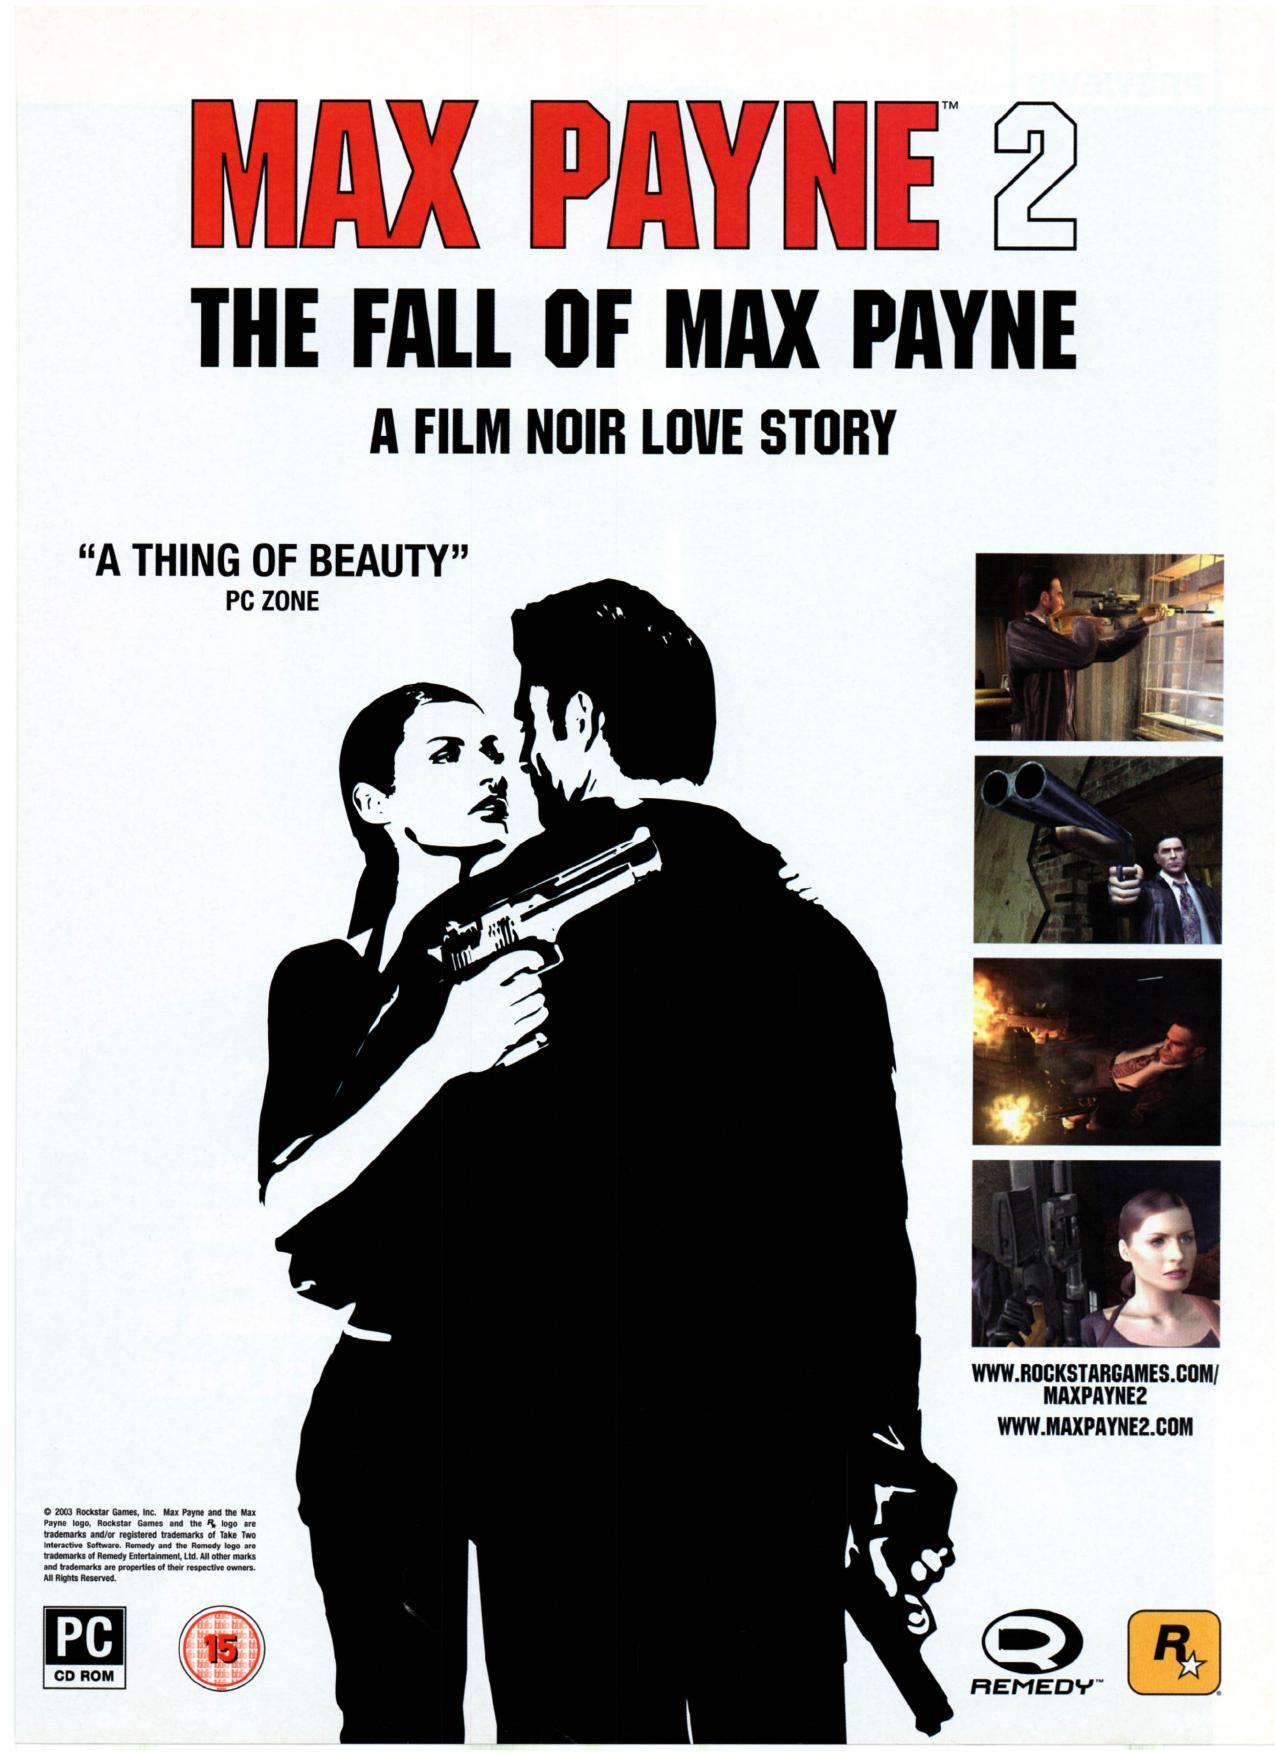 MAX PAYNE™ 2
THE FALL OF MAX PAYNE
A FILM NOIR LOVE STORY
“A THING OF BEAUTY”
PC ZONE
WWW.ROCKSTARGAMES.COM/
MAXPAYNE2
WWW.MAXPAYNE2.COM
© 2003 Rockstar Games, Inc. Max Payne and the Max
Payne logo, Rockstar Games and the R★ logo are
trademarks and/or registered trademarks of Take Two
Interactive Software. Remedy and the Remedy logo are
trademarks of Remedy Entertainment, Ltd. All other marks
and trademarks are properties of their respective owners.
All Rights Reserved.
PC
CD ROM
15
REMEDY™
R★®